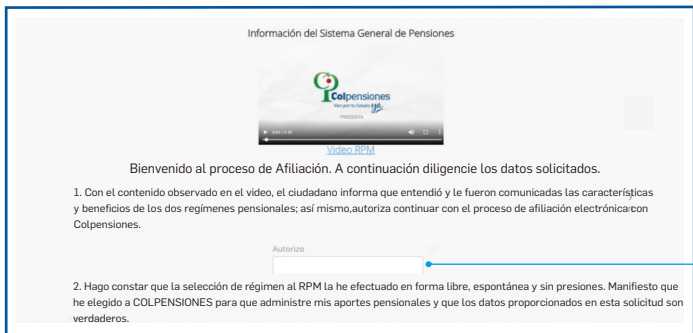 Información del Sistema General de Pensiones
Colpensiones
Ven por tu futuro ya
PRESENTA
Video RPM
Bienvenido al proceso de Afiliación. A continuación diligencie los datos solicitados.
1. Con el contenido observado en el video, el ciudadano informa que entendió y le fueron comunicadas las características
y beneficios de los dos regímenes pensionales; así mismo,autoriza continuar con el proceso de afiliación electrónica con
Colpensiones.
Autorizo
2. Hago constar que la selección de régimen al RPM la he efectuado en forma libre, espontánea y sin presiones. Manifiesto que
he elegido a COLPENSIONES para que administre mis aportes pensionales y que los datos proporcionados en esta solicitud son
verdaderos.